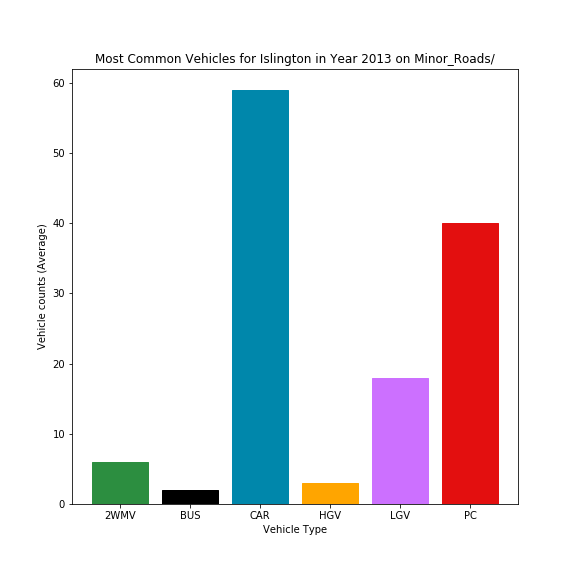 Most Common Vehicles for Islington in Year 2013 on Minor_Roads/
60
50
40
30
20
10
0
Vehicle counts (Average)
2WMV BUS CAR HGV LGV PC
Vehicle Type